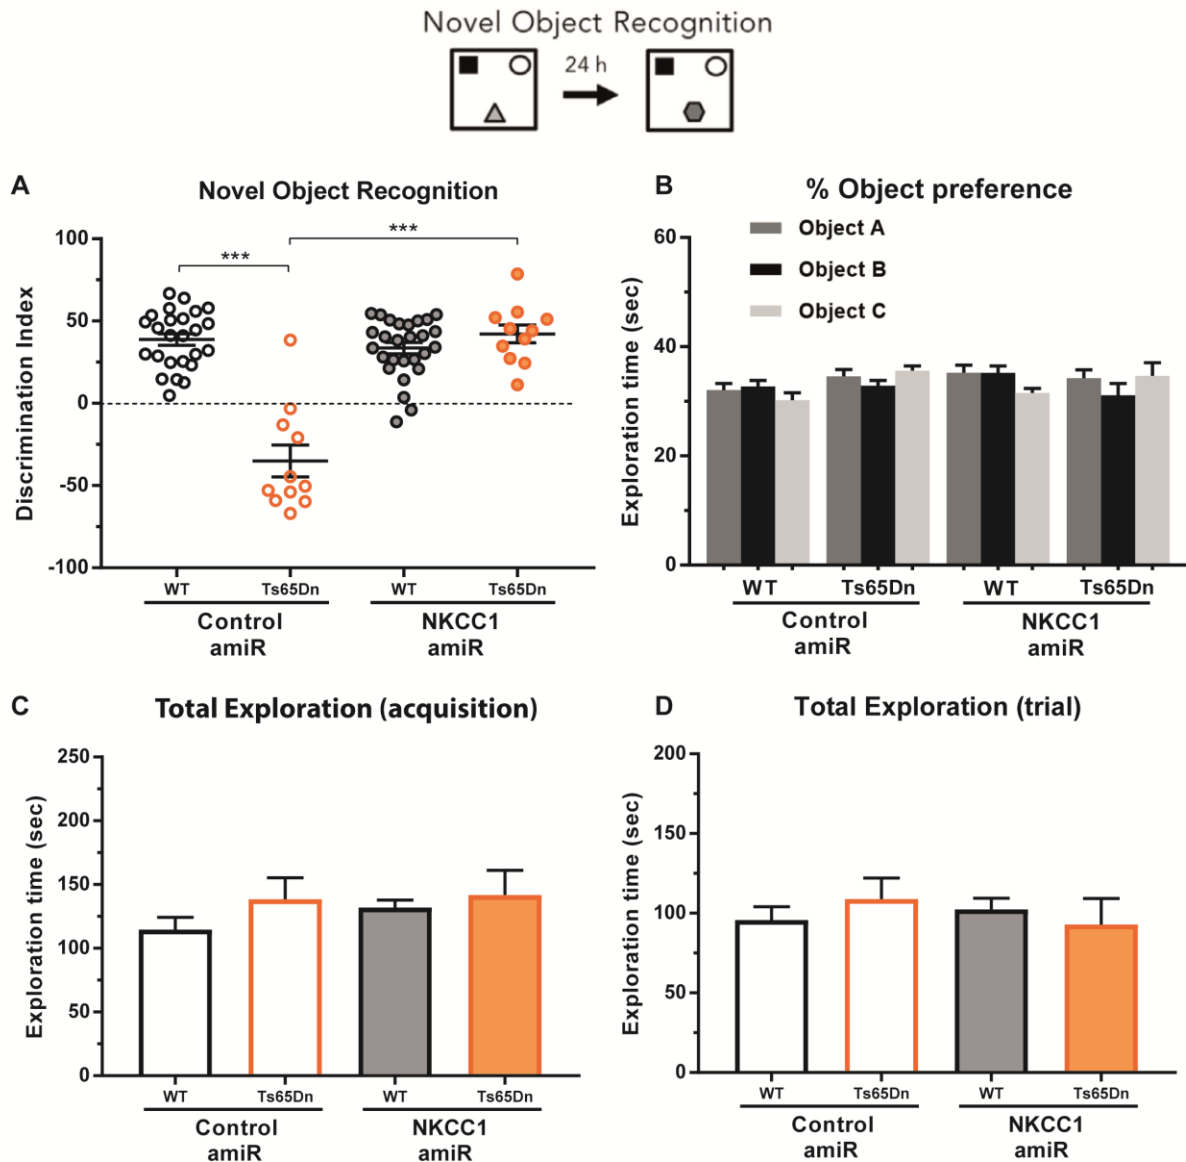 Novel Object Recognition
24 h
A
Novel Object Recognition
***
***
Discrimination Index
100
50
0
-50
-100
WT
Ts65Dn
WT
Ts65Dn
Control
amiR
NKCC1
amiR
B
% Object preference
Object A
Object B
Object C
Exploration time (sec)
60
40
20
0
WT
Ts65Dn
WT
Ts65Dn
Control
amiR
NKCC1
amiR
C
Total Exploration (acquisition)
Exploration time (sec)
250
200
150
100
50
0
WT
Ts65Dn
WT
Ts65Dn
Control
amiR
NKCC1
amiR
D
Total Exploration (trial)
Exploration time (sec)
200
150
100
50
0
WT
Ts65Dn
WT
Ts65Dn
Control
amiR
NKCC1
amiR